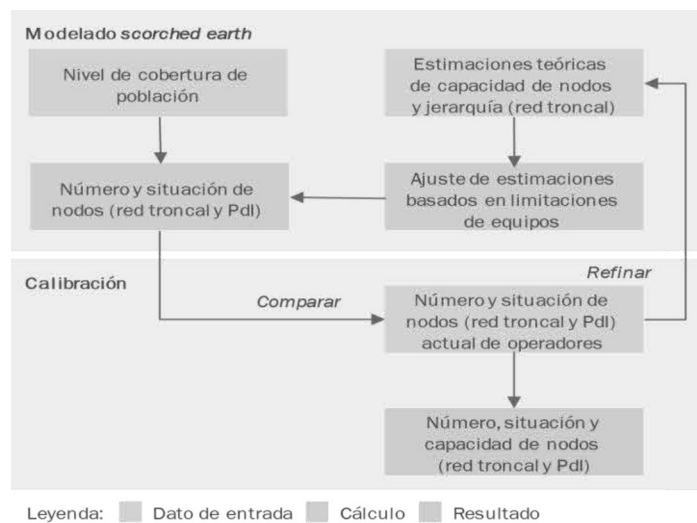 Modelado scorched earth
Nivel de cobertura de
población
Estimaciones teóricas
de capacidad de nodos
y jerarquía (red troncal)
Número y situación de
nodos (red troncal y PdI)
Ajuste de estimaciones
basados en limitaciones
de equipos
Calibración
Comparar
Refinar
Número y situación de
nodos (red troncal y PdI)
actual de operadores
Número, situación y
capacidad de nodos
(red troncal y PdI)
Leyenda: Dato de entrada Cálculo Resultado